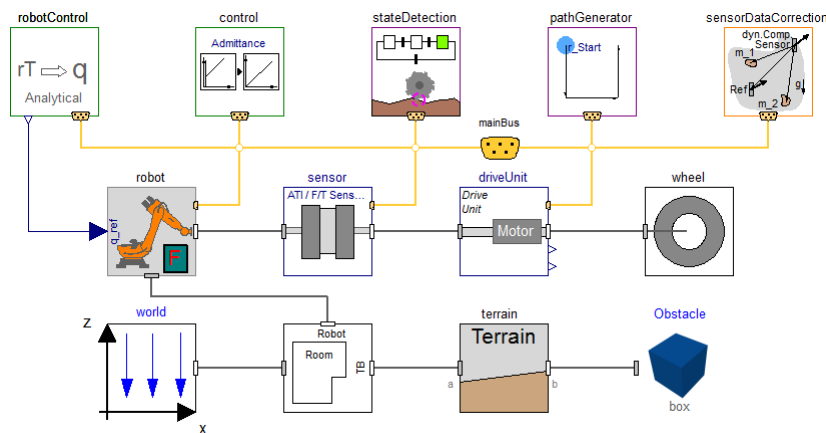 robotControl
control
stateDetection
pathGenerator
sensorDataCorrection
rT ⇨ q
Analytical
Admittance
r_Start
dyn.Comp.
Sensor
m_1
Ref
g
m_2
mainBus
robot
sensor
driveUnit
wheel
q_ref
F
ATI / F/T Sens...
Drive
Unit
Motor
world
terrain
Obstacle
z
x
Robot
Room
TB
Terrain
a
b
box